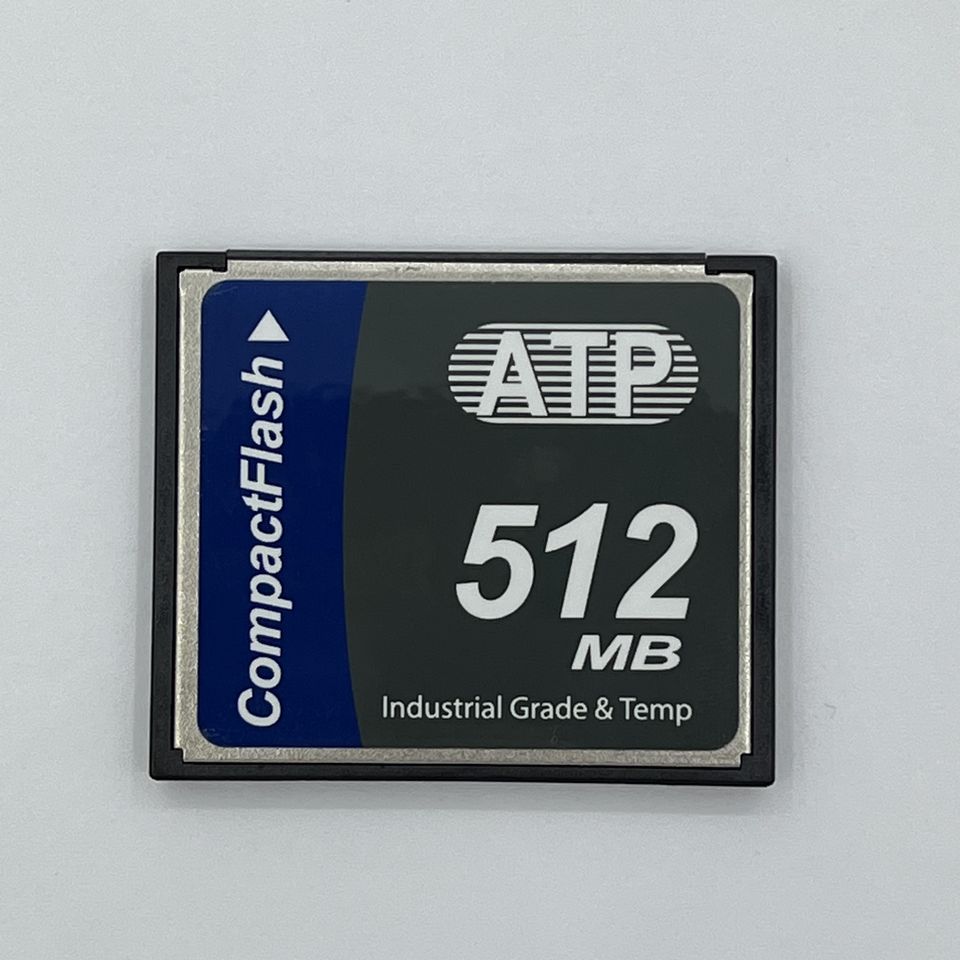 CompactFlash
ATP
512
MB
Industrial Grade & Temp